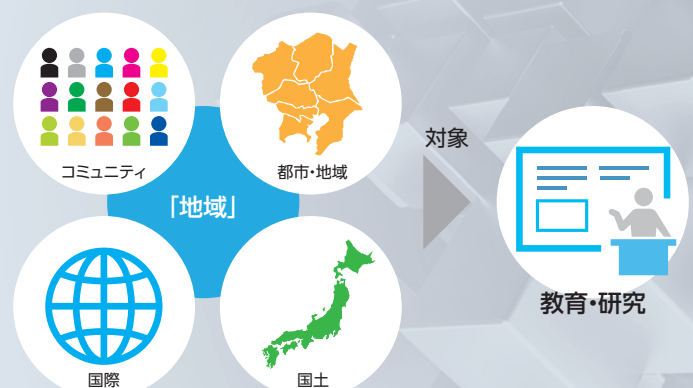 コミュニティ
都市・地域
「地域」
国際
国土
対象
教育・研究